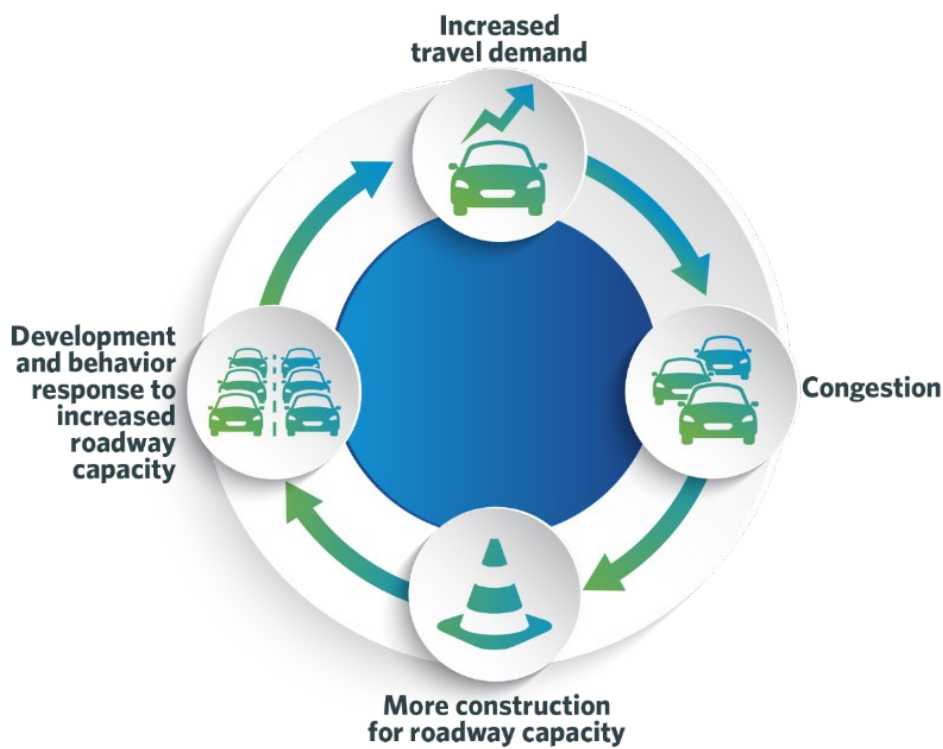 Increased
travel demand
Congestion
More construction
for roadway capacity
Development
and behavior
response to
increased
roadway
capacity